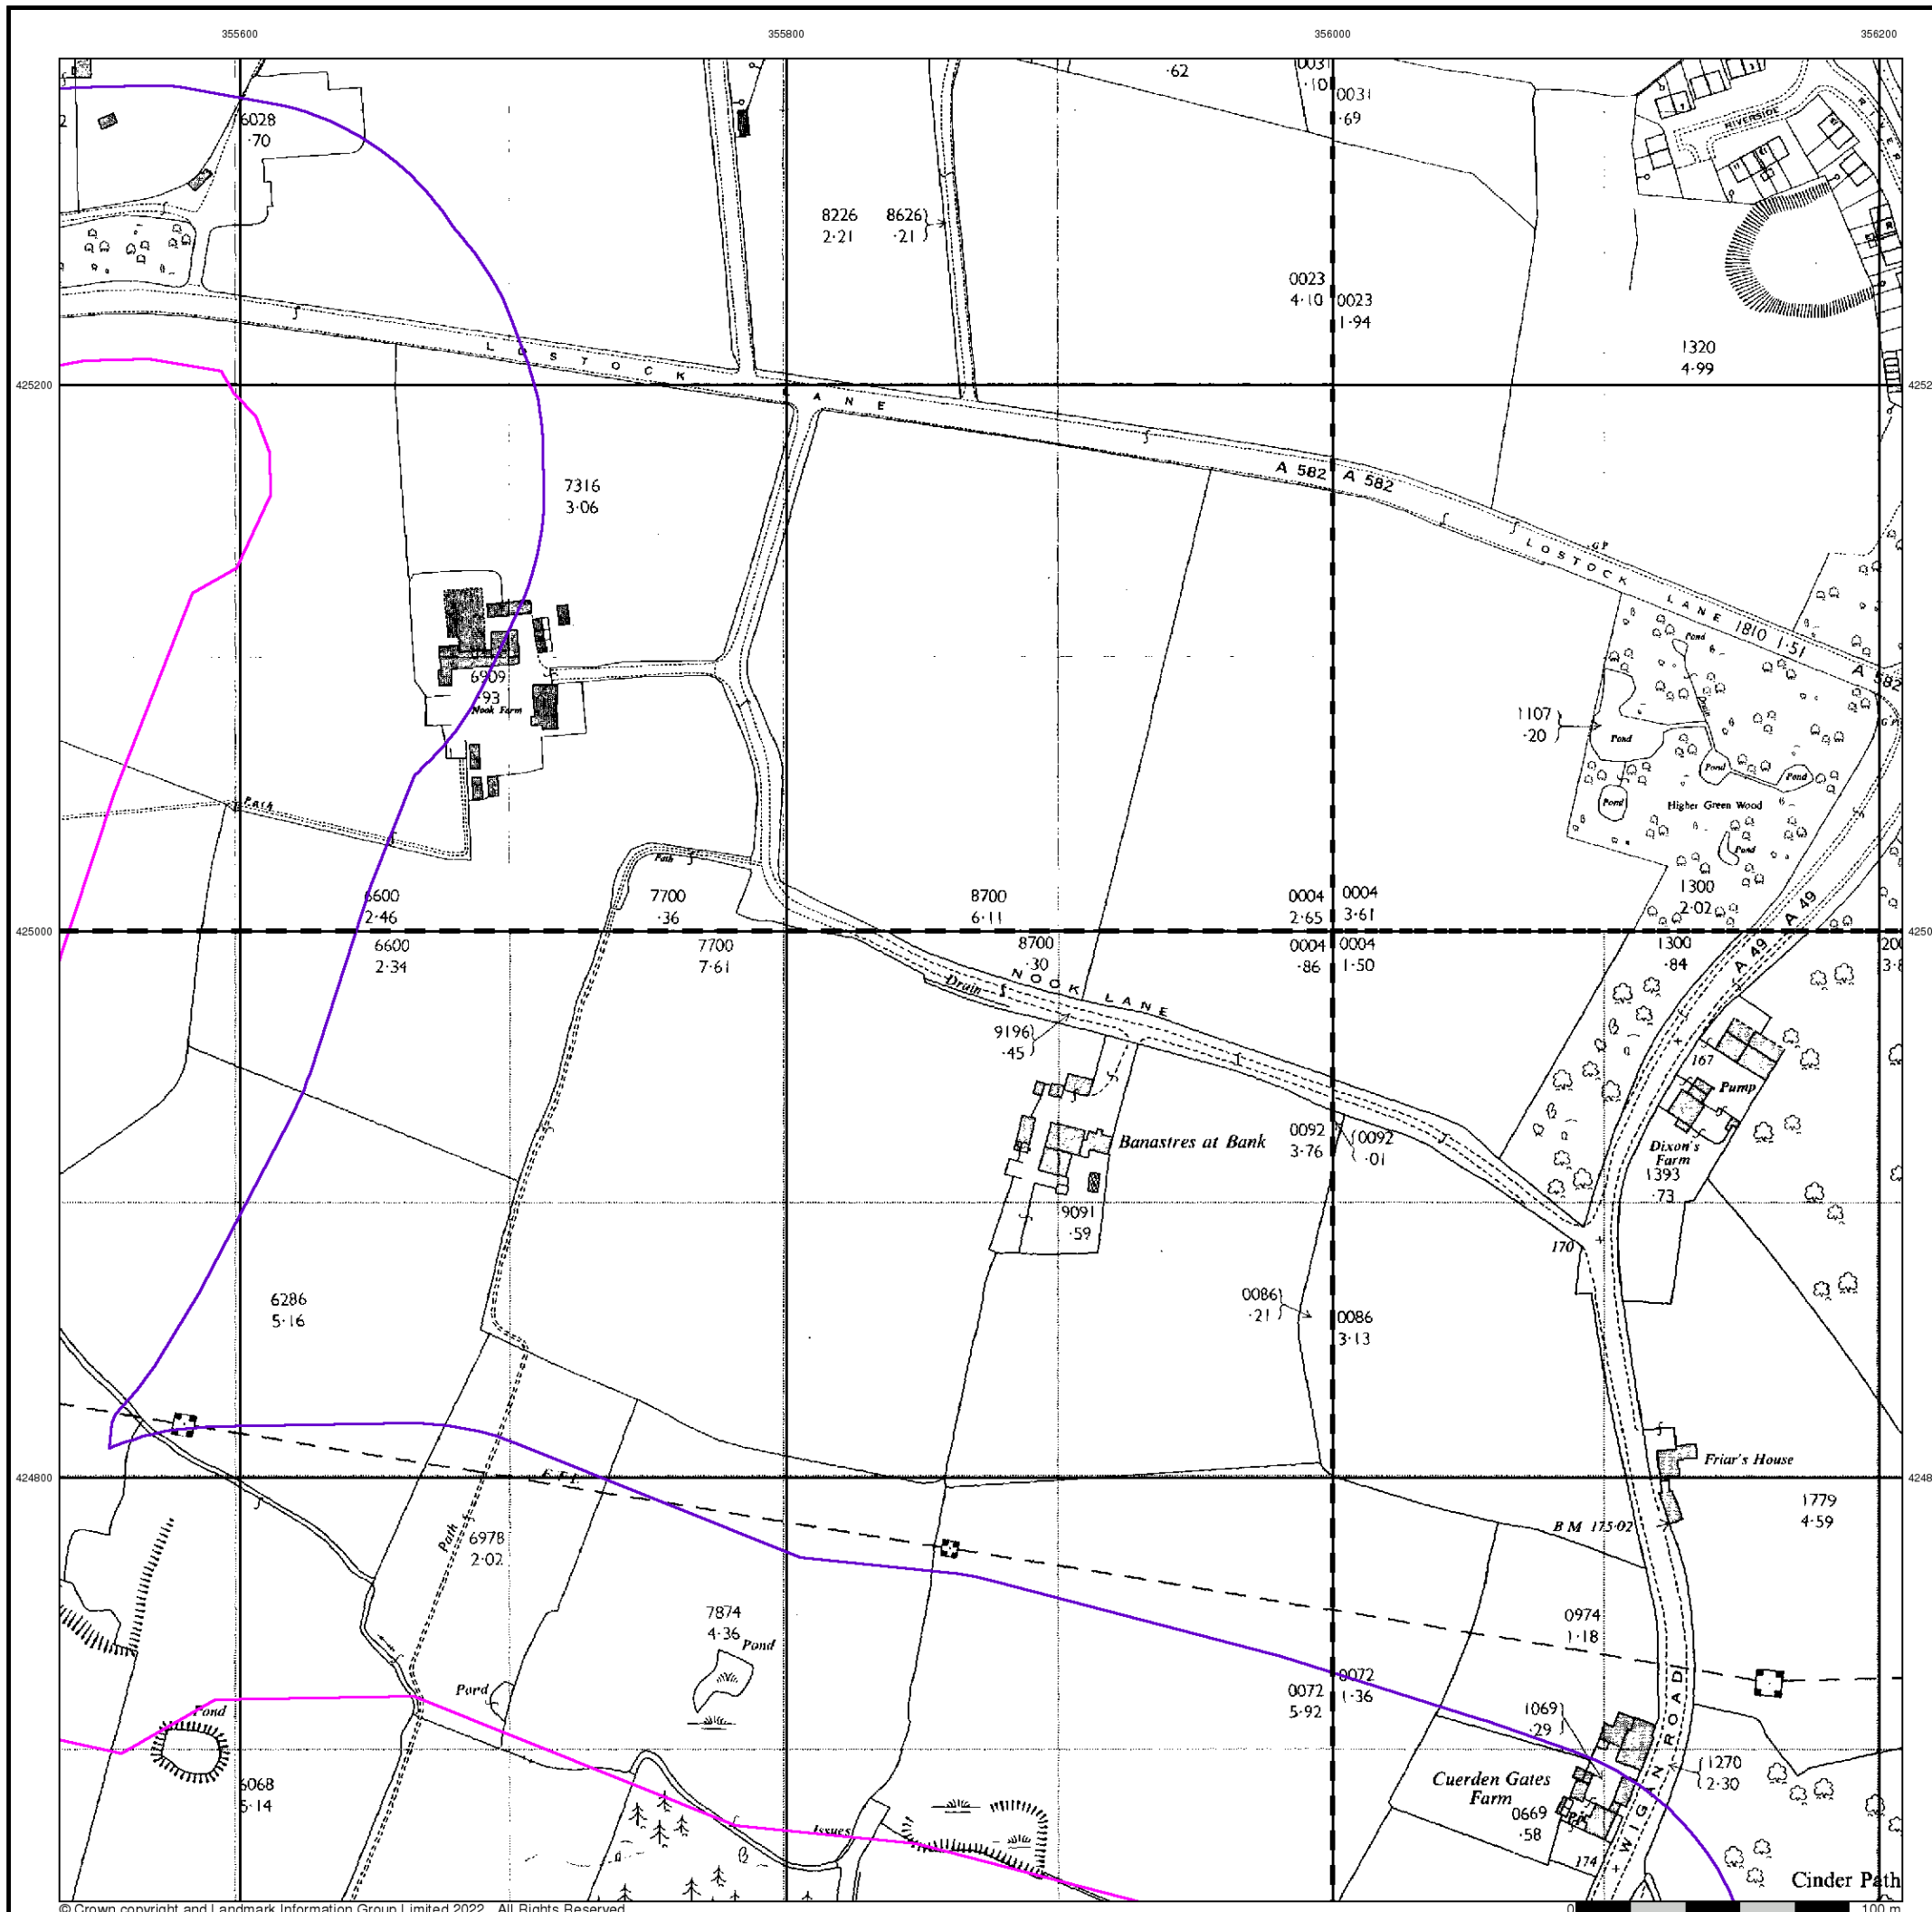 355600
355800
356000
356200
6028
·70
·62
0031
·10
0031
·69
RIVERSIDE
RIVER
8226
2·21
8626
·21
0023
4·10
0023
1·94
1320
4·99
425200
LOSTOCK LANE
A 582
A 582
7316
3·06
GP
LOSTOCK LANE
1810 1·51
A 582
GP
Pond
Drain
1107
·20
Pond
Pond
Pond
Pond
Higher Green Wood
Pond
6909
·93
Nook Farm
Path
Path
6600
2·46
7700
·36
8700
6·11
0004
2·65
0004
3·61
1300
2·02
A 49
425000
6600
2·34
7700
7·61
8700
·30
0004
·86
0004
1·50
1300
·84
A 49
NOOK LANE
Drain
9196
·45
167
Pump
Banastres at Bank
0092
3·76
0092
·01
Dixon's
Farm
1393
·73
9091
·59
170
6286
5·16
0086
·21
0086
3·13
Friar's House
424800
E T L
1779
4·59
BM 175·02
Path
6978
2·02
7874
4·36
Pond
0974
1·18
Pond
Pond
0072
5·92
0072
1·36
1069
·29
1270
2·30
6068
5·14
Cuerden Gates
Farm
0669
·58
Issues
WIGAN ROAD
174
Cinder Path
© Crown copyright and Landmark Information Group Limited 2022. All Rights Reserved.
0
100 m